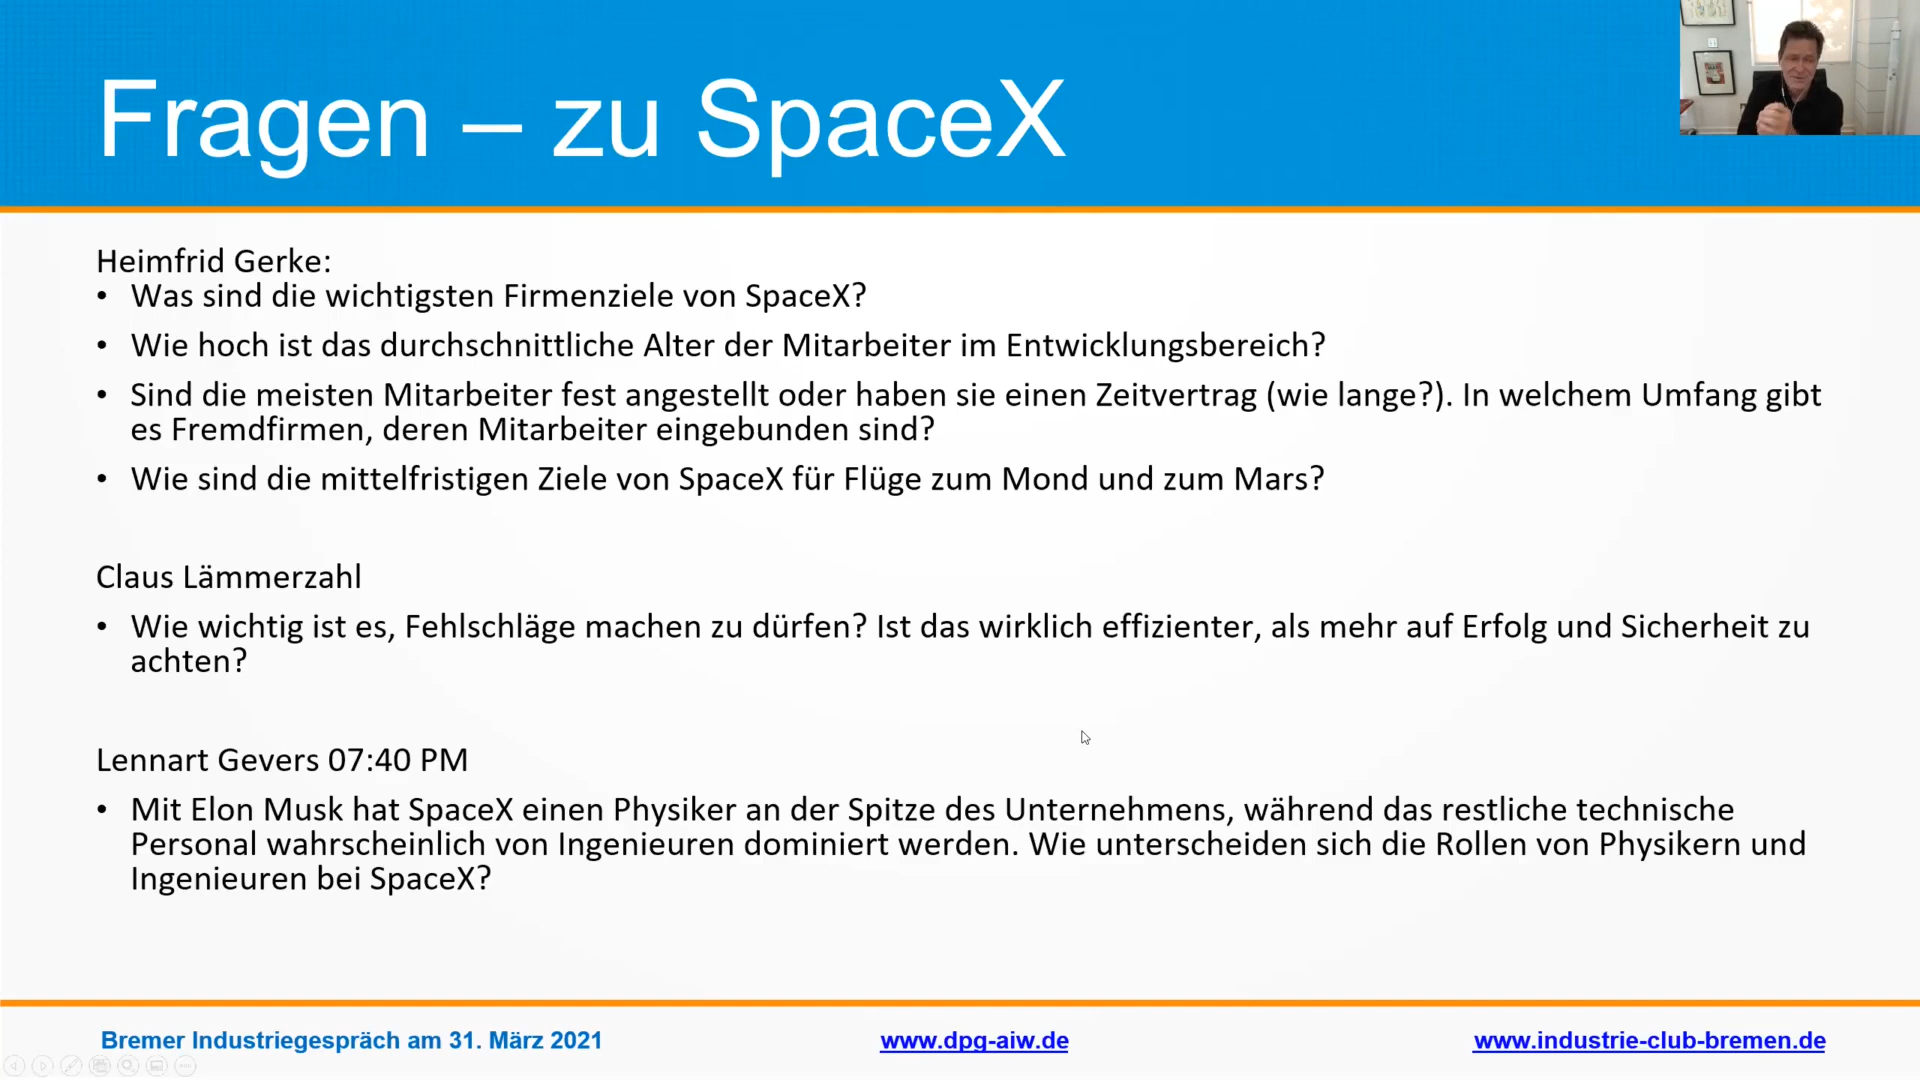 Fragen – zu SpaceX
Heimfrid Gerke:
• Was sind die wichtigsten Firmenziele von SpaceX?
• Wie hoch ist das durchschnittliche Alter der Mitarbeiter im Entwicklungsbereich?
• Sind die meisten Mitarbeiter fest angestellt oder haben sie einen Zeitvertrag (wie lange?). In welchem Umfang gibt
es Fremdfirmen, deren Mitarbeiter eingebunden sind?
• Wie sind die mittelfristigen Ziele von SpaceX für Flüge zum Mond und zum Mars?
Claus Lämmerzahl
• Wie wichtig ist es, Fehlschläge machen zu dürfen? Ist das wirklich effizienter, als mehr auf Erfolg und Sicherheit zu
achten?
Lennart Gevers 07:40 PM
• Mit Elon Musk hat SpaceX einen Physiker an der Spitze des Unternehmens, während das restliche technische
Personal wahrscheinlich von Ingenieuren dominiert werden. Wie unterscheiden sich die Rollen von Physikern und
Ingenieuren bei SpaceX?
Bremer Industriegespräch am 31. März 2021
www.dpg-aiw.de
www.industrie-club-bremen.de